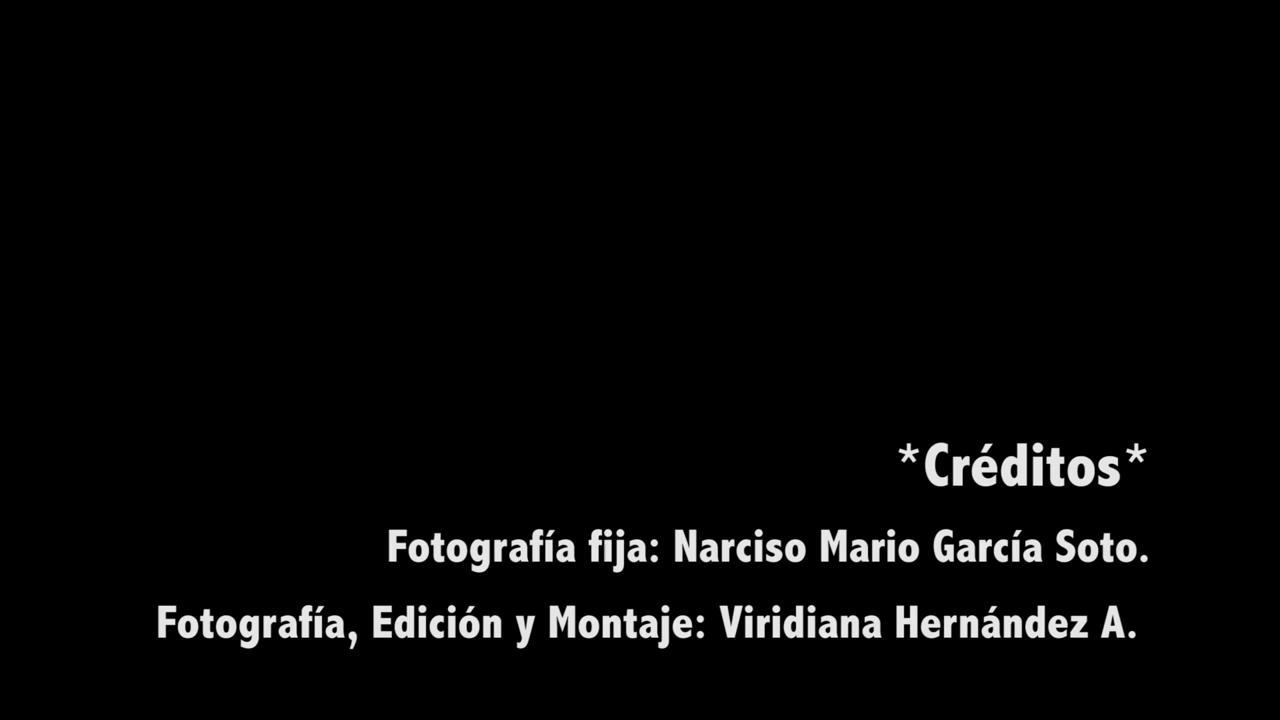 *Créditos*
Fotografía fija: Narciso Mario García Soto.
Fotografía, Edición y Montaje: Viridiana Hernández A.